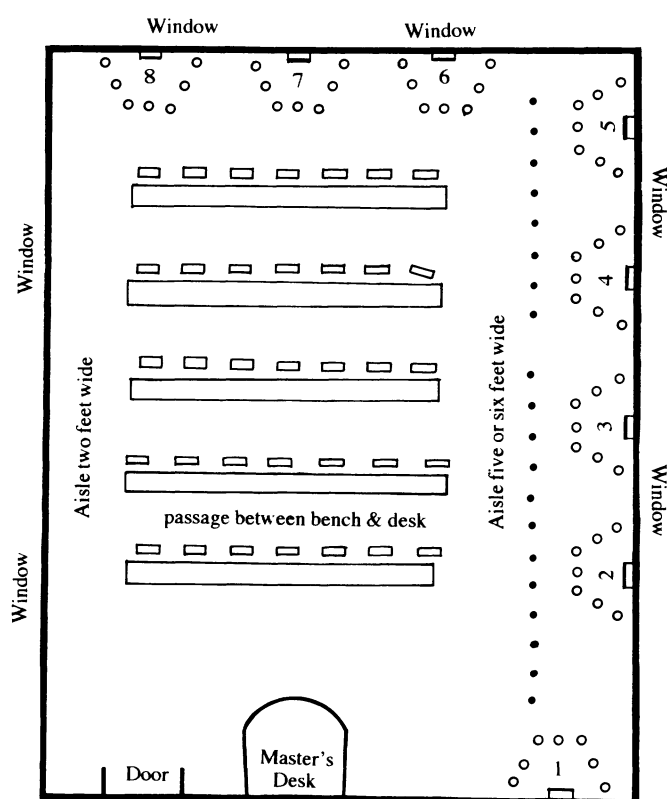 Window
Window
8
7
6
5
Window
Window
4
Aisle two feet wide
Aisle five or six feet wide
3
Window
passage between bench & desk
Window
2
Door
Master's
Desk
1